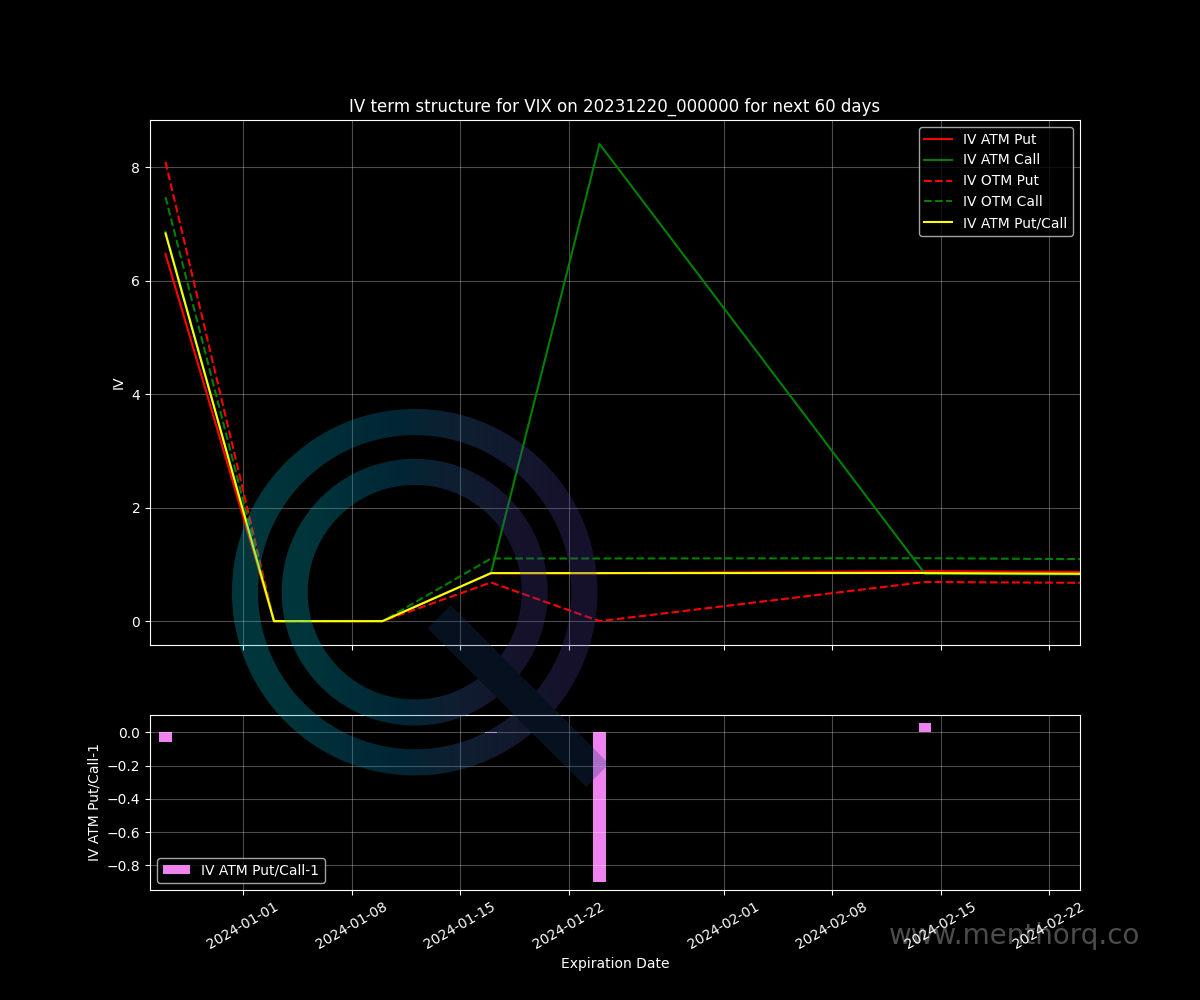 IV term structure for VIX on 20231220_000000 for next 60 days
IV ATM Put
IV ATM Call
IV OTM Put
IV OTM Call
IV ATM Put/Call
8
6
4
2
0
IV
0.0
−0.2
−0.4
−0.6
−0.8
IV ATM Put/Call-1
IV ATM Put/Call-1
2024-01-01
2024-01-08
2024-01-15
2024-01-22
2024-02-01
2024-02-08
2024-02-15
2024-02-22
www.menthorq.co
Expiration Date